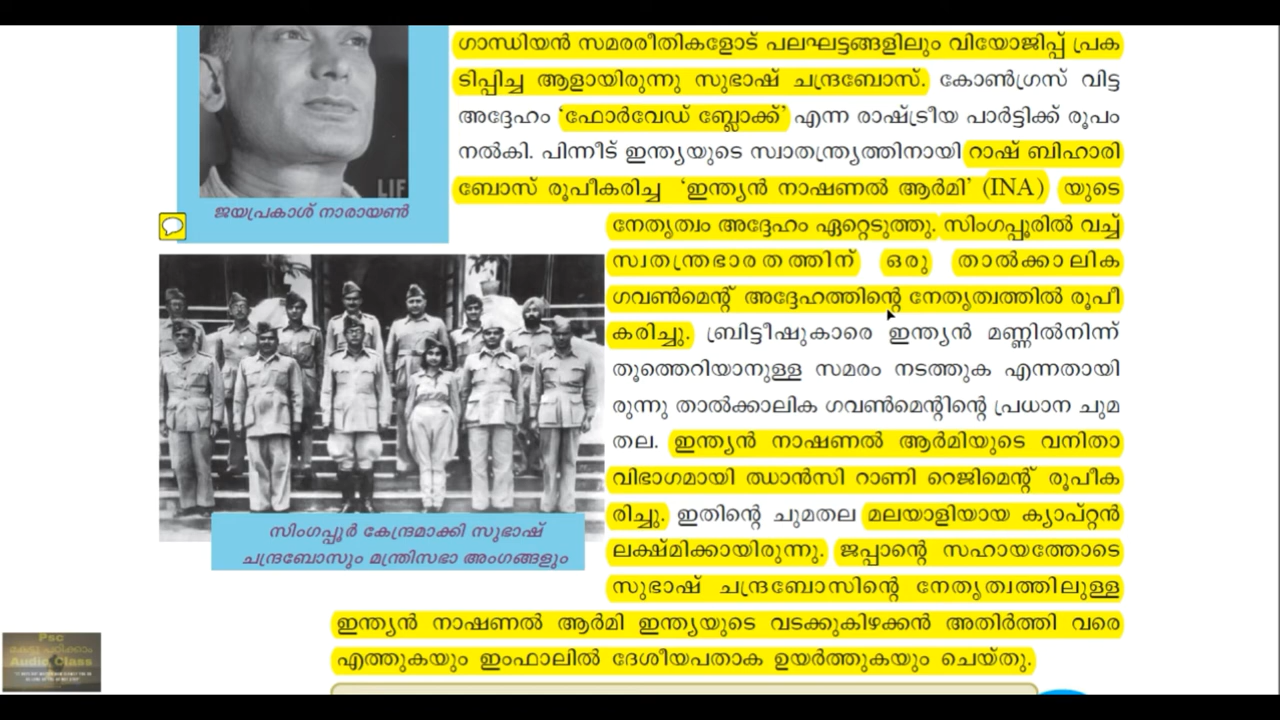 ഗാന്ധിയൻ സമരരീതികളോട് പലഘട്ടങ്ങളിലും വിയോജിപ്പ് പ്രക
ടിപ്പിച്ച ആളായിരുന്നു സുഭാഷ് ചന്ദ്രബോസ്. കോൺഗ്രസ് വിട്ട
അദ്ദേഹം 'ഫോർവേഡ് ബ്ലോക്ക്' എന്ന രാഷ്ട്രീയ പാർട്ടിക്ക് രൂപം
നൽകി. പിന്നീട് ഇന്ത്യയുടെ സ്വാതന്ത്ര്യത്തിനായി റാഷ് ബിഹാരി
ബോസ് രൂപീകരിച്ച 'ഇന്ത്യൻ നാഷണൽ ആർമി' (INA) യുടെ
നേതൃത്വം അദ്ദേഹം ഏറ്റെടുത്തു. സിംഗപ്പൂരിൽ വച്ച്
സ്വതന്ത്രഭാരതത്തിന് ഒരു താൽക്കാലിക
ഗവൺമെന്റ് അദ്ദേഹത്തിന്റെ നേതൃത്വത്തിൽ രൂപീ
കരിച്ചു. ബ്രിട്ടീഷുകാരെ ഇന്ത്യൻ മണ്ണിൽനിന്ന്
തൂത്തെറിയാനുള്ള സമരം നടത്തുക എന്നതായി
രുന്നു താൽക്കാലിക ഗവൺമെന്റിന്റെ പ്രധാന ചുമ
തല. ഇന്ത്യൻ നാഷണൽ ആർമിയുടെ വനിതാ
വിഭാഗമായി ഝാൻസി റാണി റെജിമെന്റ് രൂപീക
രിച്ചു. ഇതിന്റെ ചുമതല മലയാളിയായ ക്യാപ്റ്റൻ
ലക്ഷ്മിക്കായിരുന്നു. ജപ്പാന്റെ സഹായത്തോടെ
സുഭാഷ് ചന്ദ്രബോസിന്റെ നേതൃത്വത്തിലുള്ള
ഇന്ത്യൻ നാഷണൽ ആർമി ഇന്ത്യയുടെ വടക്കുകിഴക്കൻ അതിർത്തി വരെ
എത്തുകയും ഇംഫാലിൽ ദേശീയപതാക ഉയർത്തുകയും ചെയ്തു.
LIF
ജയപ്രകാശ് നാരായൺ
സിംഗപ്പൂർ കേന്ദ്രമാക്കി സുഭാഷ്
ചന്ദ്രബോസും മന്ത്രിസഭാ അംഗങ്ങളും
Psc
Audio Class